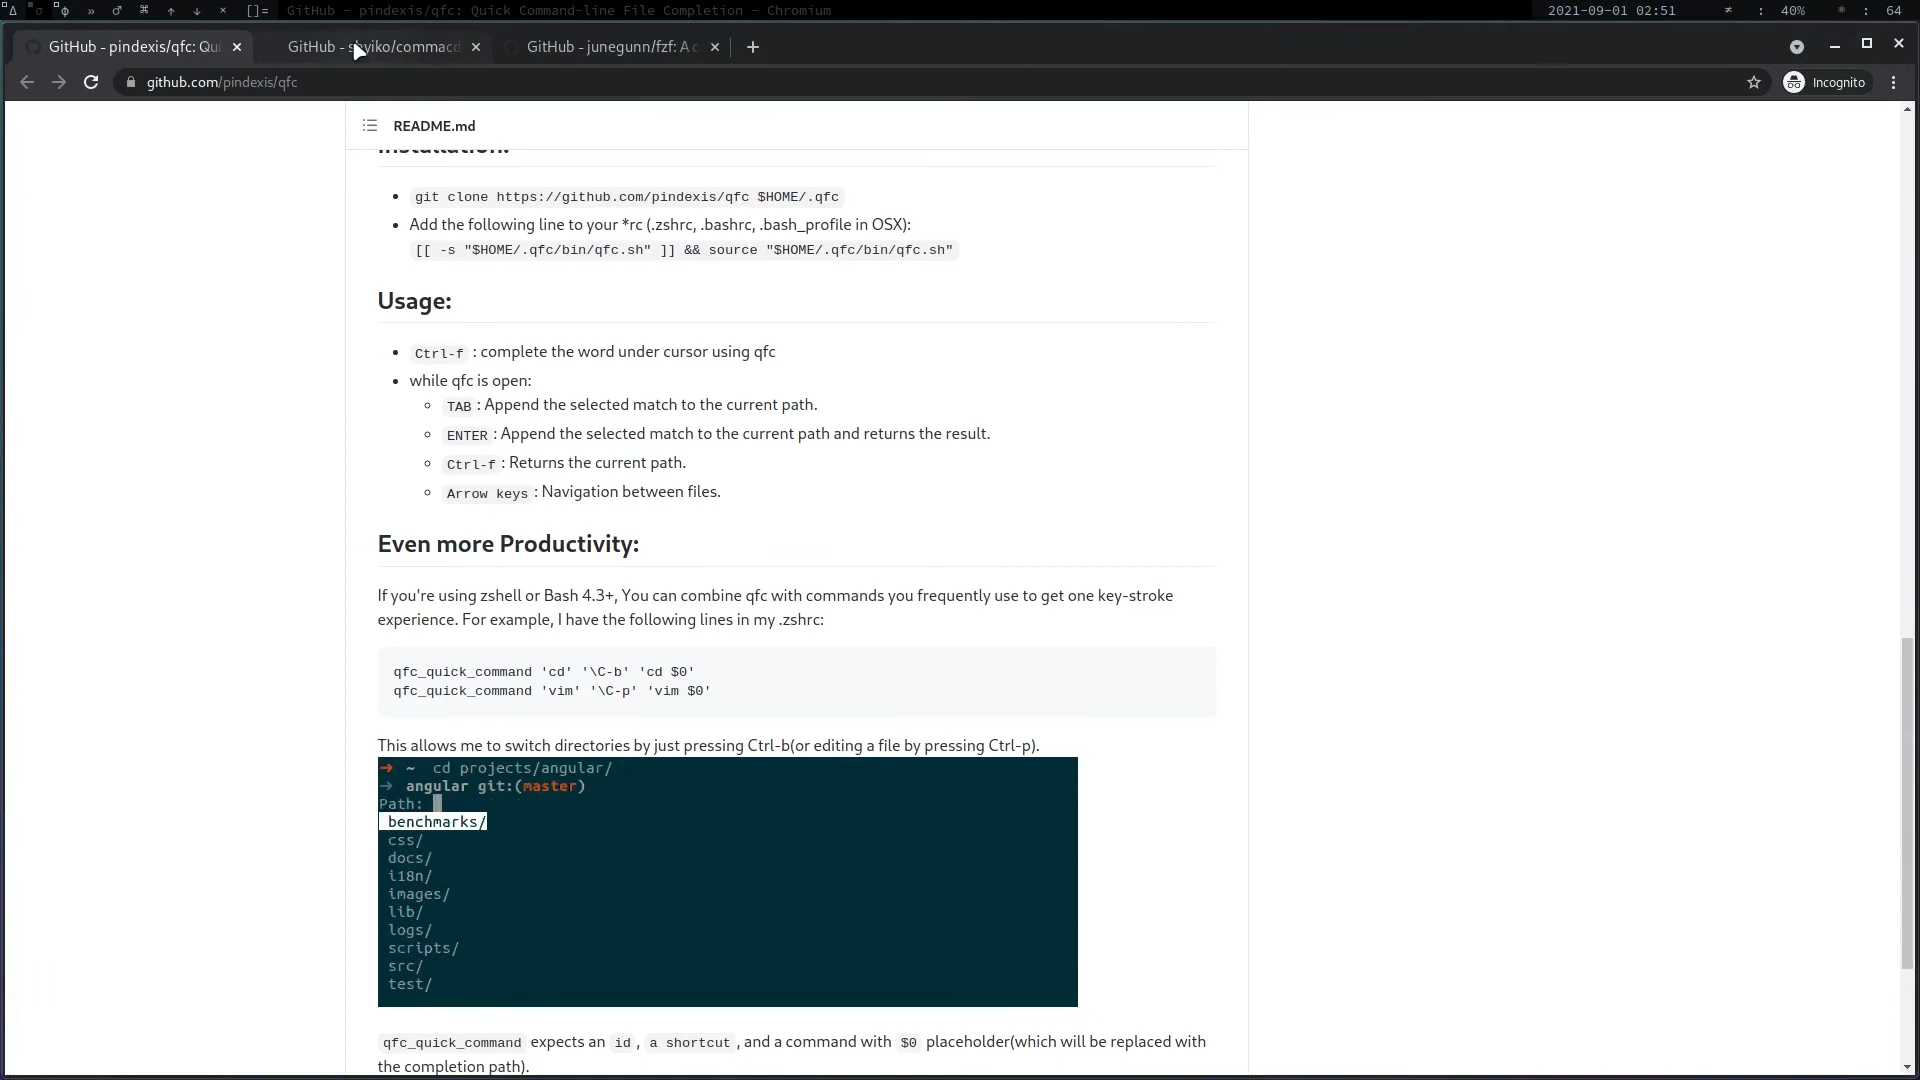 GitHub - pindexis/qfc: Quick Command-line File Completion - Chromium
2021-09-01 02:51 ≠ : 40% : 64
GitHub - pindexis/qfc: Qui
GitHub - shyiko/commacd
GitHub - junegunn/fzf: A c
github.com/pindexis/qfc
Incognito
README.md
Installation:
git clone https://github.com/pindexis/qfc $HOME/.qfc
Add the following line to your *rc (.zshrc, .bashrc, .bash_profile in OSX):
[[ -s "$HOME/.qfc/bin/qfc.sh" ]] && source "$HOME/.qfc/bin/qfc.sh"
Usage:
Ctrl-f : complete the word under cursor using qfc
while qfc is open:
TAB : Append the selected match to the current path.
ENTER : Append the selected match to the current path and returns the result.
Ctrl-f : Returns the current path.
Arrow keys : Navigation between files.
Even more Productivity:
If you're using zshell or Bash 4.3+, You can combine qfc with commands you frequently use to get one key-stroke
experience. For example, I have the following lines in my .zshrc:
qfc_quick_command 'cd' '\C-b' 'cd $0'
qfc_quick_command 'vim' '\C-p' 'vim $0'
This allows me to switch directories by just pressing Ctrl-b(or editing a file by pressing Ctrl-p).
➔ ~ cd projects/angular/
➔ angular git:(master)
Path:
benchmarks/
css/
docs/
i18n/
images/
lib/
logs/
scripts/
src/
test/
qfc_quick_command expects an id , a shortcut , and a command with $0 placeholder(which will be replaced with
the completion path).